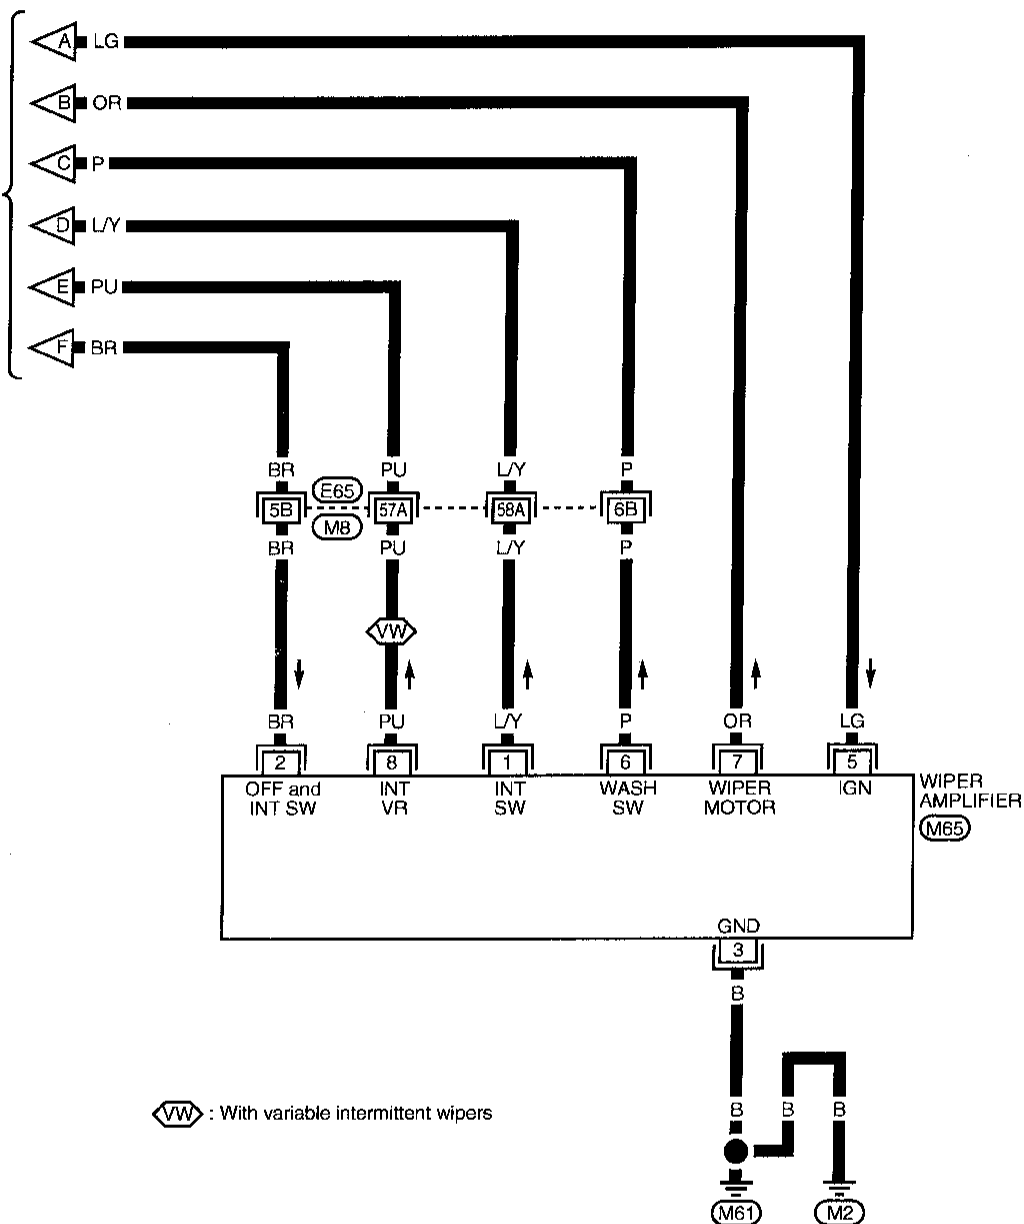 A LG
B OR
C P
D L/Y
E PU
F BR
BR PU L/Y P
E65
5B 57A 58A 6B
M8
BR PU L/Y P
VW
BR PU L/Y P OR LG
2 8 1 6 7 5
OFF and INT INT WASH WIPER IGN
INT SW VR SW SW MOTOR
WIPER
AMPLIFIER
M65
GND
3
B
VW : With variable intermittent wipers
B B B
M61 M2